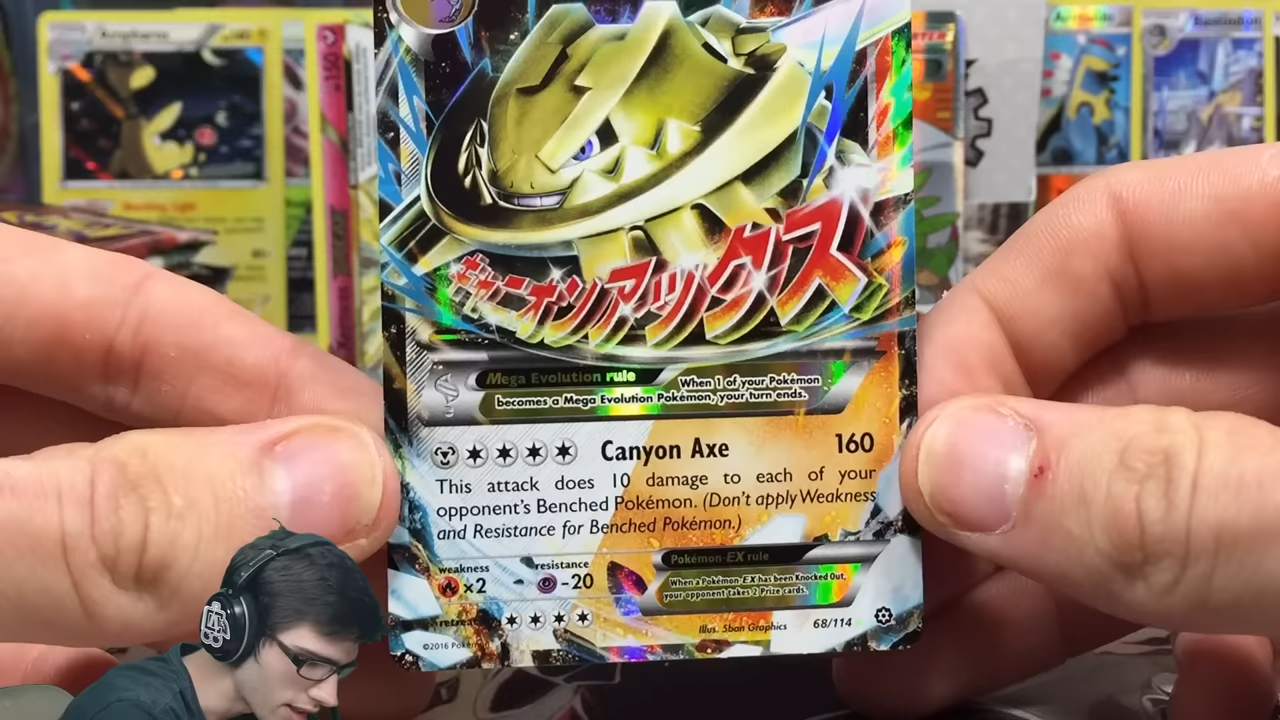 Ampharos
キャニオンアックス
Mega Evolution rule
When 1 of your Pokémon
becomes a Mega Evolution Pokémon, your turn ends.
Canyon Axe 160
This attack does 10 damage to each of your
opponent's Benched Pokémon. (Don't apply Weakness
and Resistance for Benched Pokémon.)
weakness
×2
resistance
-20
Pokémon-EX rule
When a Pokémon-EX has been Knocked Out,
your opponent takes 2 Prize cards.
retreat
Illus. 5ban Graphics
68/114
©2016 Pokém